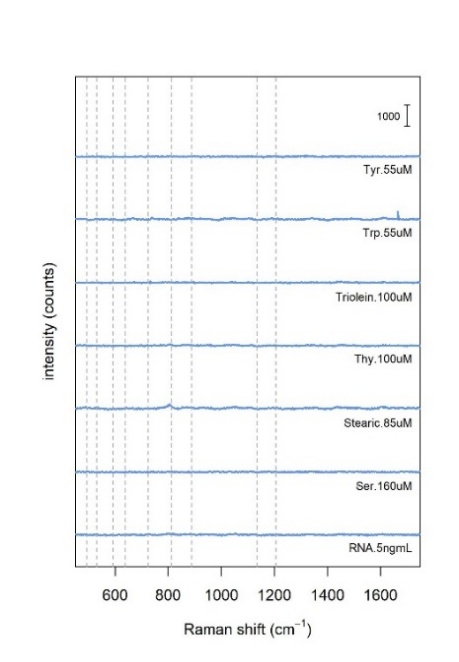 1000
Tyr.55uM
Trp.55uM
Triolein.100uM
Thy.100uM
Stearic.85uM
Ser.160uM
RNA.5ngmL
intensity (counts)
600 800 1000 1200 1400 1600
Raman shift (cm⁻¹)